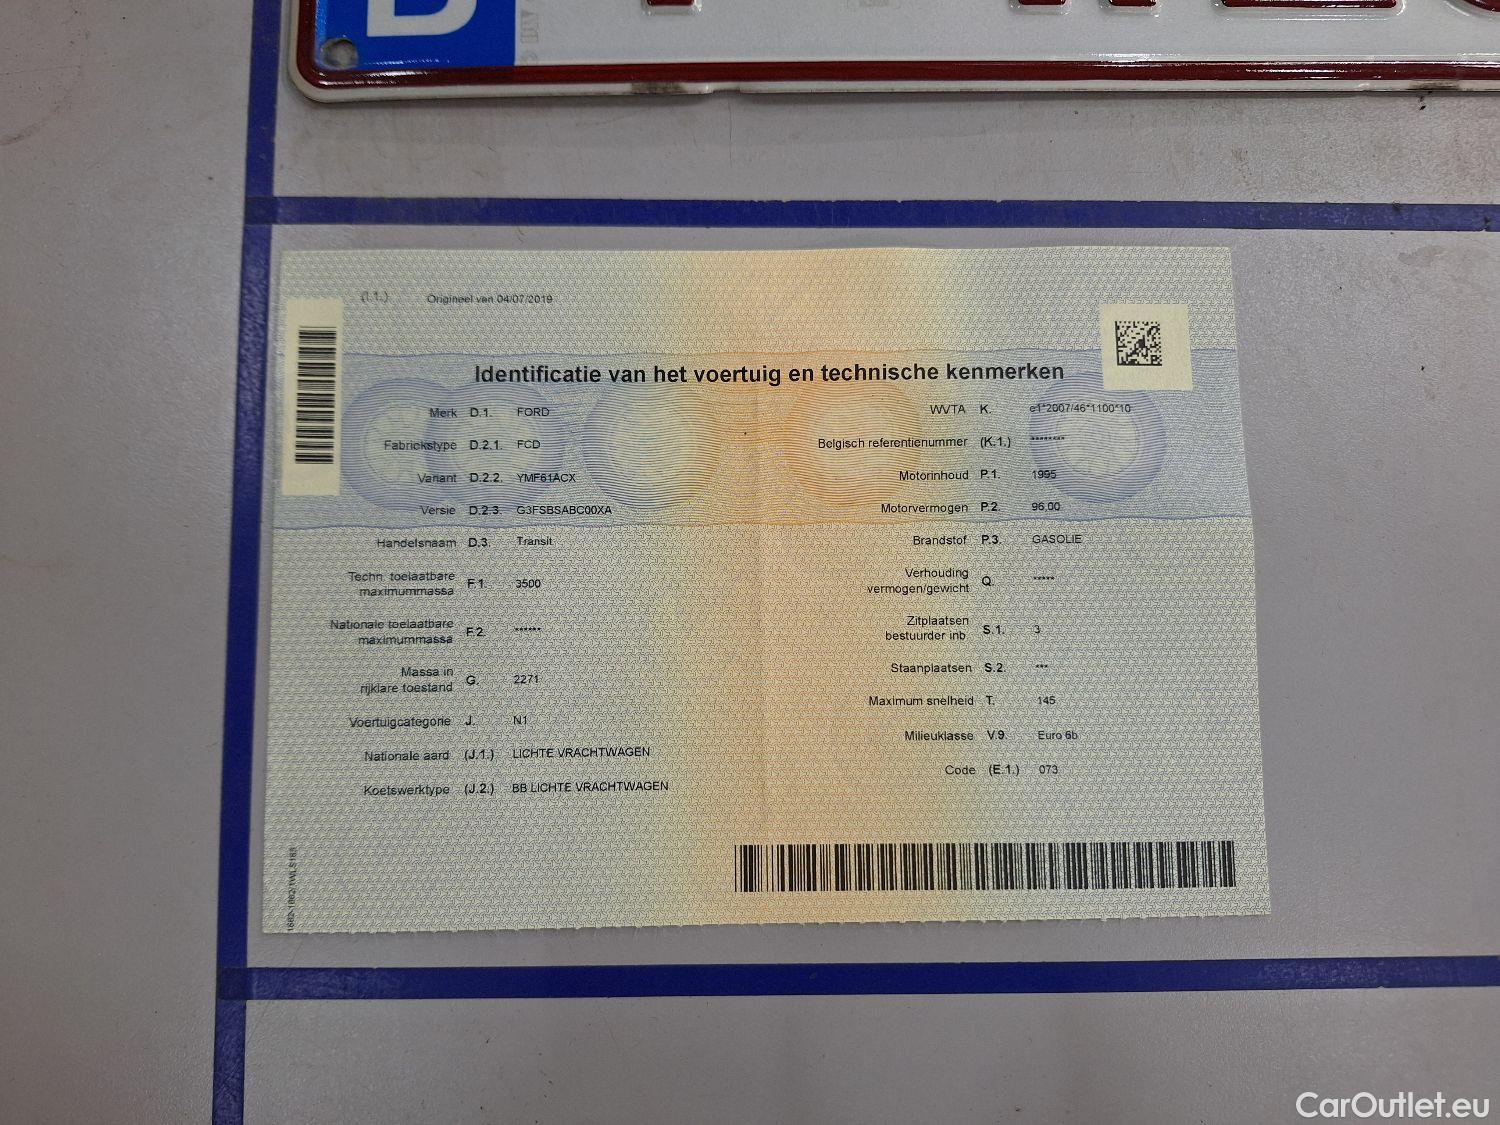 B
(I.1.) Origineel van 04/07/2019
Identificatie van het voertuig en technische kenmerken
Merk D.1. FORD
Fabriekstype D.2.1. FCD
Variant D.2.2. YMF61ACX
Versie D.2.3. G3FSBSABC00XA
Handelsnaam D.3. Transit
Techn. toelaatbare
maximummassa F.1. 3500
Nationale toelaatbare
maximummassa F.2. ******
Massa in
rijklare toestand G. 2271
Voertuigcategorie J. N1
Nationale aard (J.1.) LICHTE VRACHTWAGEN
Koetswerktype (J.2.) BB LICHTE VRACHTWAGEN
WVTA K. e1*2007/46*1100*10
Belgisch referentienummer (K.1.) ********
Motorinhoud P.1. 1995
Motorvermogen P.2. 96,00
Brandstof P.3. GASOLIE
Verhouding
vermogen/gewicht Q. *****
Zitplaatsen
bestuurder inb. S.1. 3
Staanplaatsen S.2. ***
Maximum snelheid T. 145
Milieuklasse V.9. Euro 6b
Code (E.1.) 073
CarOutlet.eu